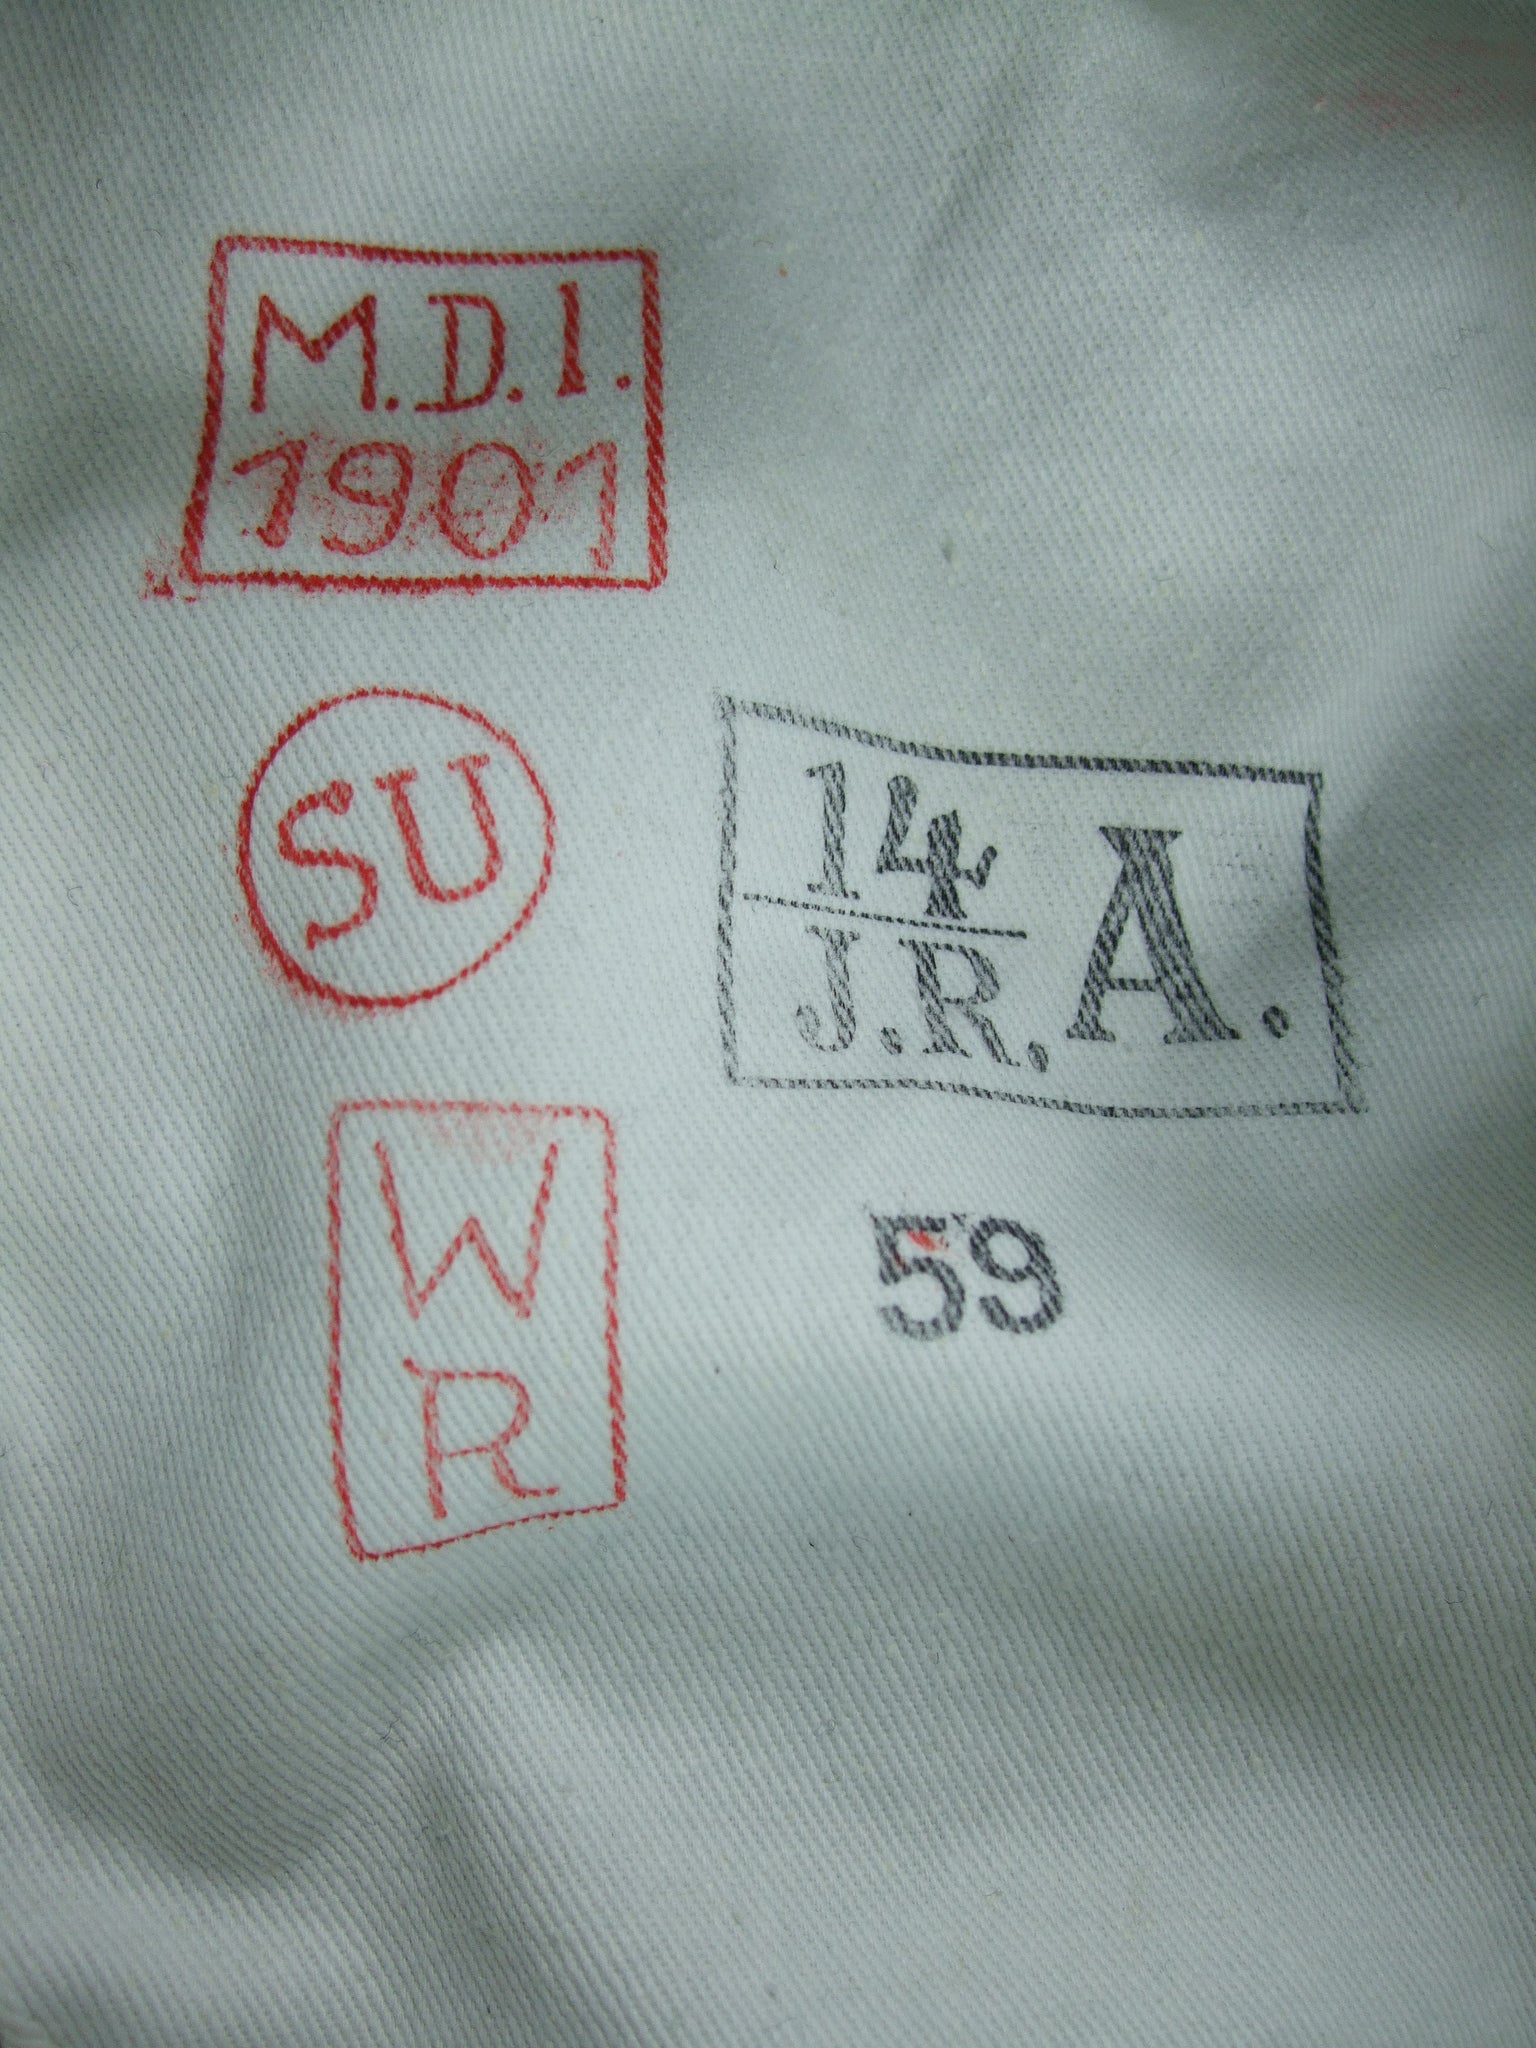 M.D.I.
1901
SU
14
J.R. A.
W
R
59